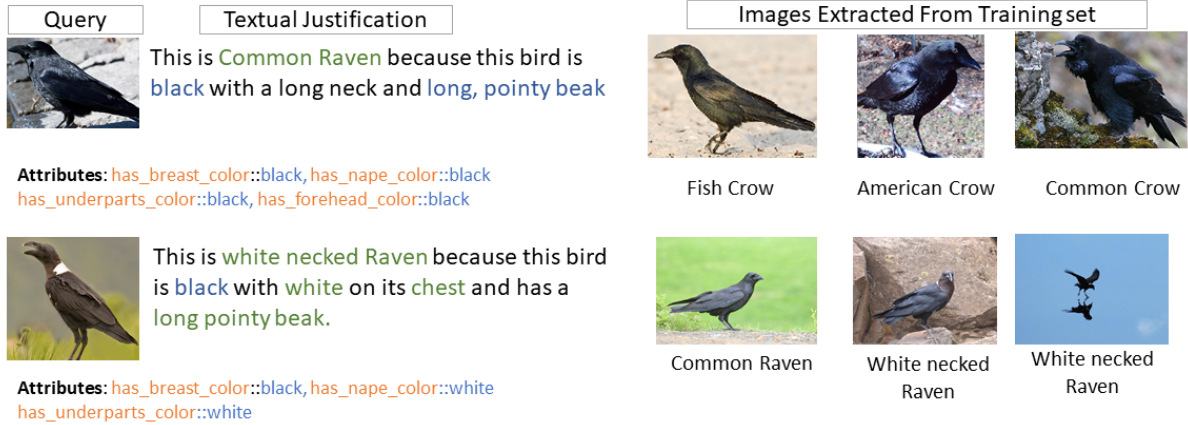 Query
Textual Justification
Images Extracted From Training set
This is Common Raven because this bird is
black with a long neck and long, pointy beak
Attributes: has_breast_color::black, has_nape_color::black
has_underparts_color::black, has_forehead_color::black
Fish Crow
American Crow
Common Crow
This is white necked Raven because this bird
is black with white on its chest and has a
long pointy beak.
Attributes: has_breast_color::black, has_nape_color::white
has_underparts_color::white
Common Raven
White necked
Raven
White necked
Raven